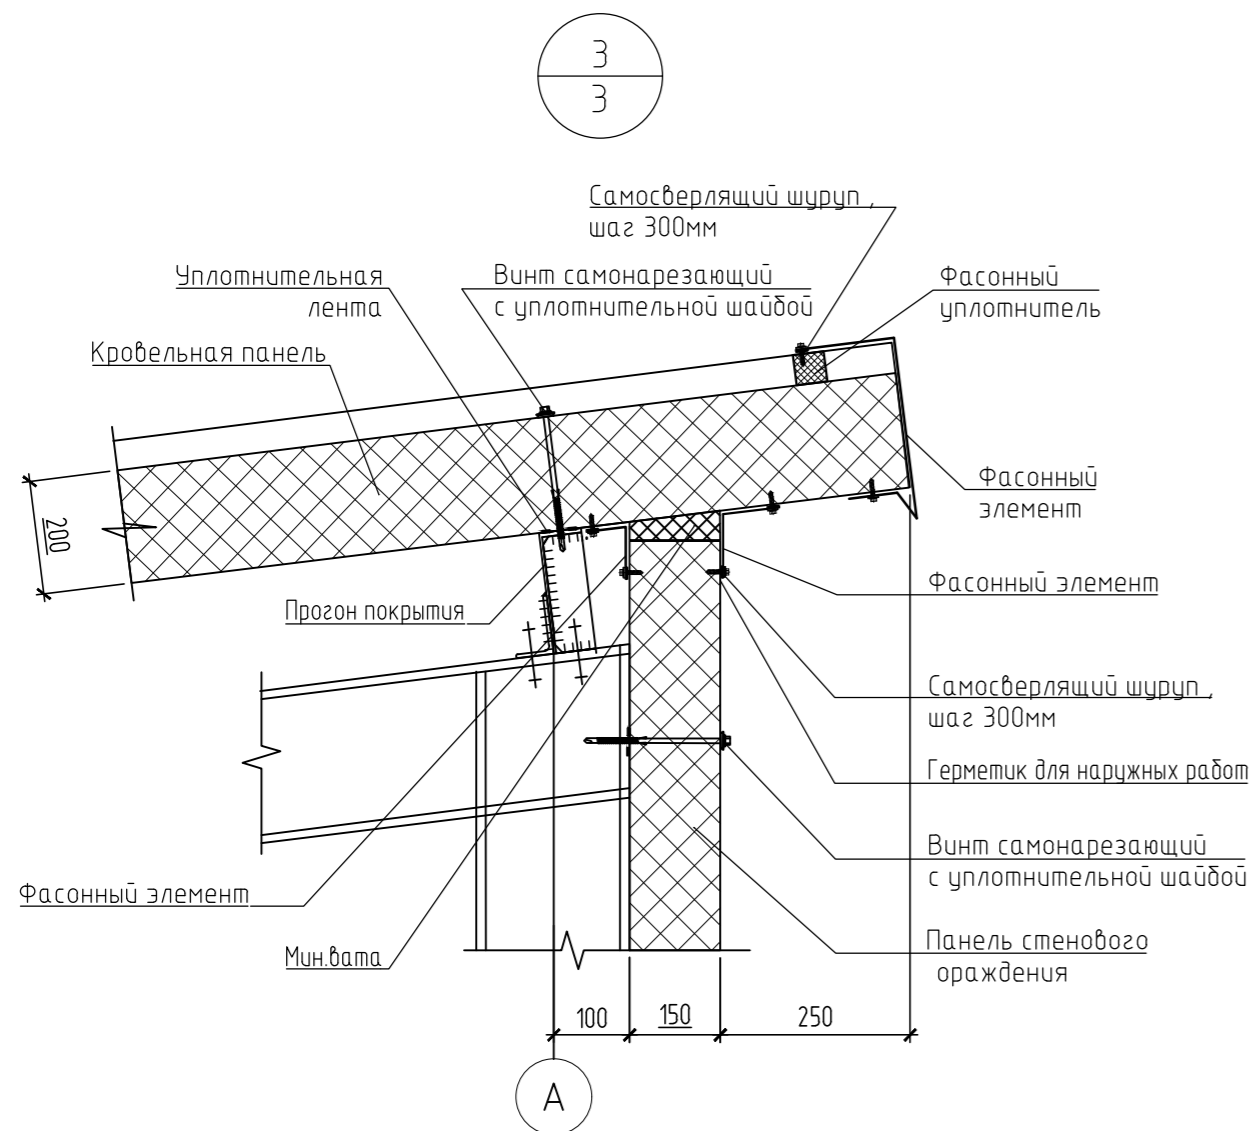 3
3
Самосверлящий шуруп ,
шаг 300мм
Уплотнительная
лента
Винт самонарезающий
с уплотнительной шайбой
Фасонный
уплотнитель
Кровельная панель
Фасонный
элемент
200
Прогон покрытия
Фасонный элемент
Самосверлящий шуруп ,
шаг 300мм
Герметик для наружных работ
Винт самонарезающий
с уплотнительной шайбой
Фасонный элемент
Мин.вата
Панель стенового
ораждения
100
150
250
А